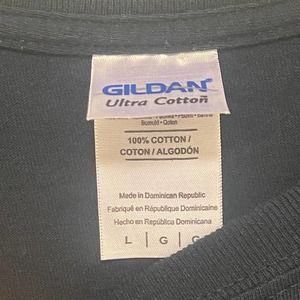 GILDAN®
Ultra Cotton®
100% COTTON /
COTON / ALGODÓN
Made in Dominican Republic
Fabriqué en République Dominicaine
Hecho en República Dominicana
L G G